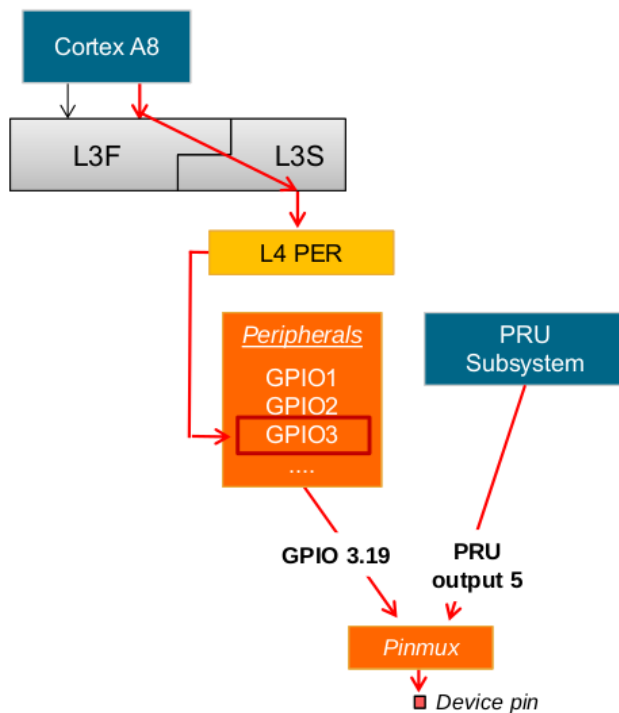 Cortex A8
L3F
L3S
L4 PER
Peripherals
GPIO1
GPIO2
GPIO3
....
PRU
Subsystem
GPIO 3.19
PRU
output 5
Pinmux
Device pin